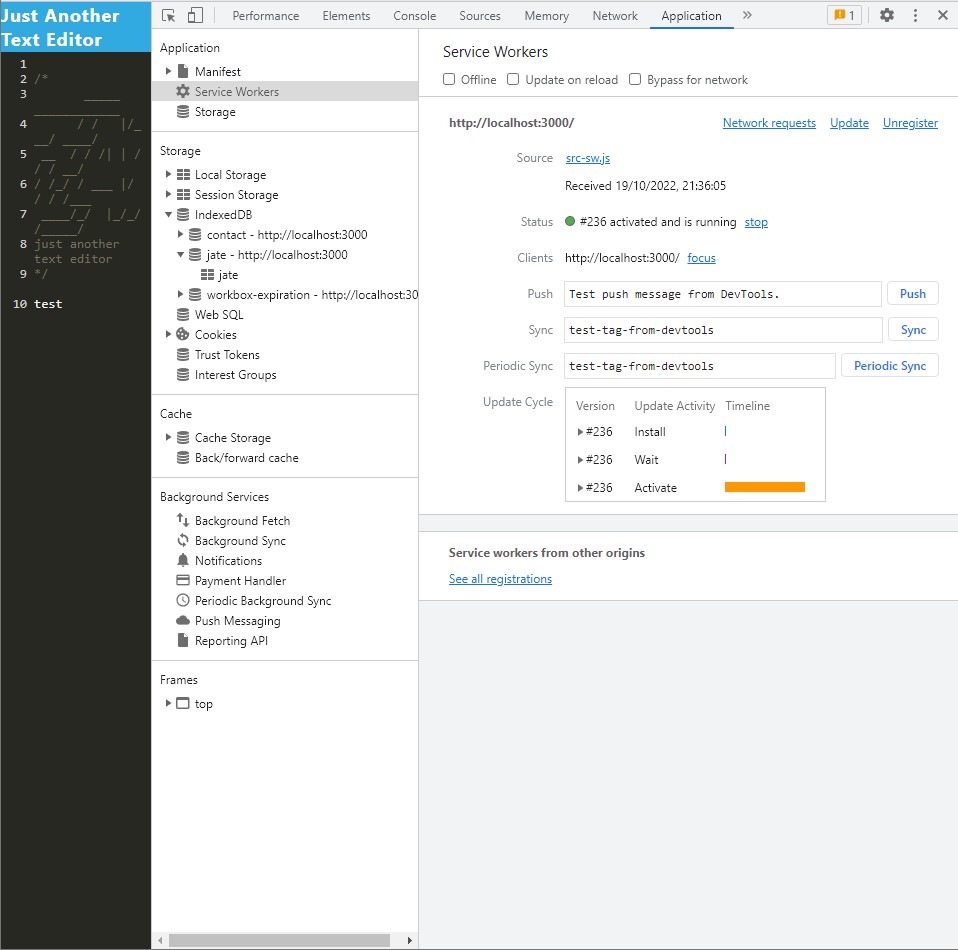 Just Another
Text Editor
1
2 /*
3         _____
____________
4       / /   |/_
__/ ____/
5  __  / / /| | /
/ / __/
6 / /_/ / ___ |/
/ / /___
7  ____/_/  |_/_/
/_____/
8 just another
text editor
9 */
10 test
Performance Elements Console Sources Memory Network Application » 1
Application
Manifest
Service Workers
Storage
Storage
Local Storage
Session Storage
IndexedDB
contact - http://localhost:3000
jate - http://localhost:3000
jate
workbox-expiration - http://localhost:30
Web SQL
Cookies
Trust Tokens
Interest Groups
Cache
Cache Storage
Back/forward cache
Background Services
Background Fetch
Background Sync
Notifications
Payment Handler
Periodic Background Sync
Push Messaging
Reporting API
Frames
top
Service Workers
Offline Update on reload Bypass for network
http://localhost:3000/ Network requests Update Unregister
Source src-sw.js
Received 19/10/2022, 21:36:05
Status #236 activated and is running stop
Clients http://localhost:3000/ focus
Push Test push message from DevTools. Push
Sync test-tag-from-devtools Sync
Periodic Sync test-tag-from-devtools Periodic Sync
Update Cycle Version Update Activity Timeline
#236 Install
#236 Wait
#236 Activate
Service workers from other origins
See all registrations